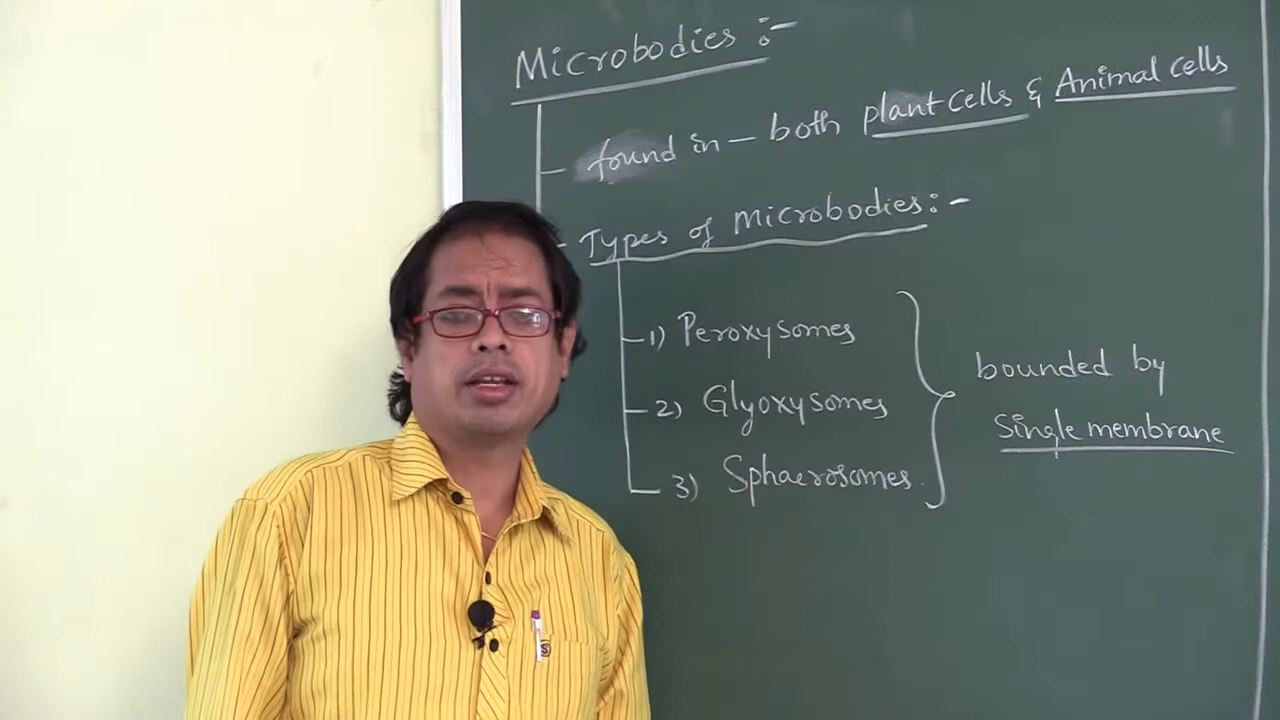 Microbodies :-
found in - both plant cells & Animal cells
Types of Microbodies :-
1) Peroxysomes
2) Glyoxysomes
3) Sphaerosomes
bounded by
single membrane